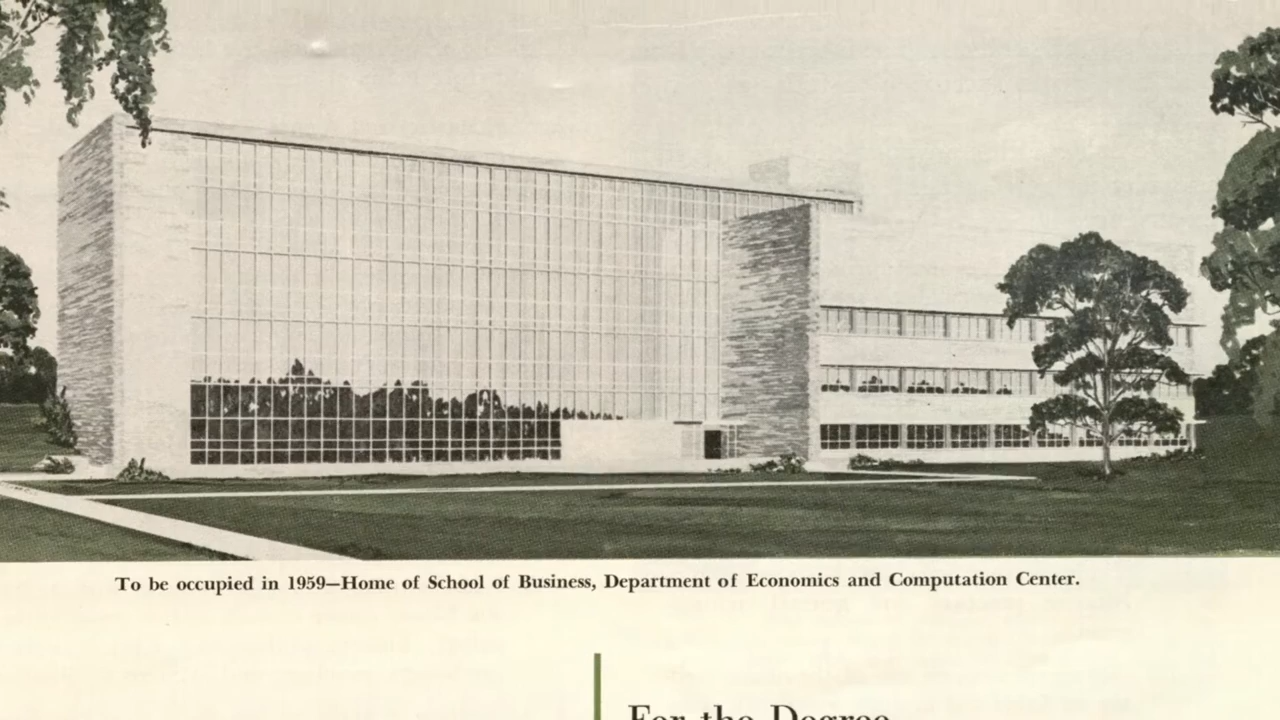 To be occupied in 1959—Home of School of Business, Department of Economics and Computation Center.
For the Degree